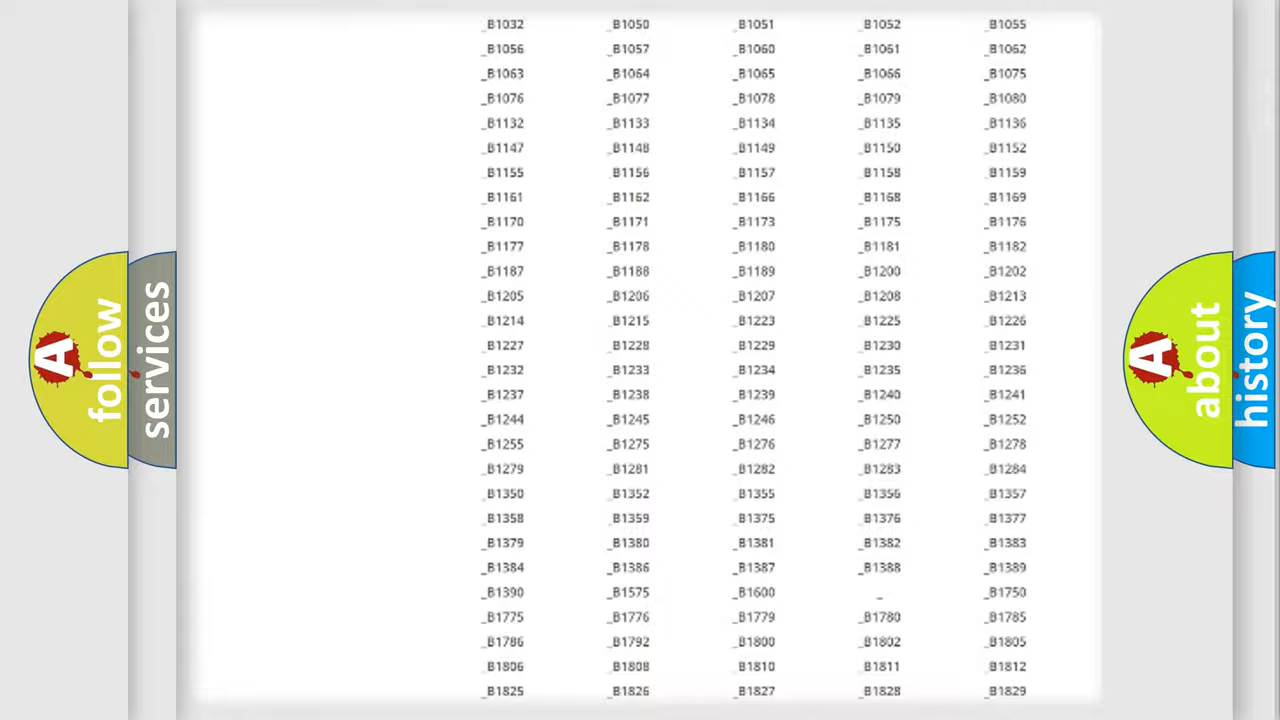 _B1032 _B1050 _B1051 _B1052 _B1055
_B1056 _B1057 _B1060 _B1061 _B1062
_B1063 _B1064 _B1065 _B1066 _B1075
_B1076 _B1077 _B1078 _B1079 _B1080
_B1132 _B1133 _B1134 _B1135 _B1136
_B1147 _B1148 _B1149 _B1150 _B1152
_B1155 _B1156 _B1157 _B1158 _B1159
_B1161 _B1162 _B1166 _B1168 _B1169
_B1170 _B1171 _B1173 _B1175 _B1176
_B1177 _B1178 _B1180 _B1181 _B1182
_B1187 _B1188 _B1189 _B1200 _B1202
_B1205 _B1206 _B1207 _B1208 _B1213
_B1214 _B1215 _B1223 _B1225 _B1226
_B1227 _B1228 _B1229 _B1230 _B1231
_B1232 _B1233 _B1234 _B1235 _B1236
_B1237 _B1238 _B1239 _B1240 _B1241
_B1244 _B1245 _B1246 _B1250 _B1252
_B1255 _B1275 _B1276 _B1277 _B1278
_B1279 _B1281 _B1282 _B1283 _B1284
_B1350 _B1352 _B1355 _B1356 _B1357
_B1358 _B1359 _B1375 _B1376 _B1377
_B1379 _B1380 _B1381 _B1382 _B1383
_B1384 _B1386 _B1387 _B1388 _B1389
_B1390 _B1575 _B1600 _ _B1750
_B1775 _B1776 _B1779 _B1780 _B1785
_B1786 _B1792 _B1800 _B1802 _B1805
_B1806 _B1808 _B1810 _B1811 _B1812
_B1825 _B1826 _B1827 _B1828 _B1829
A follow
services
A about
history